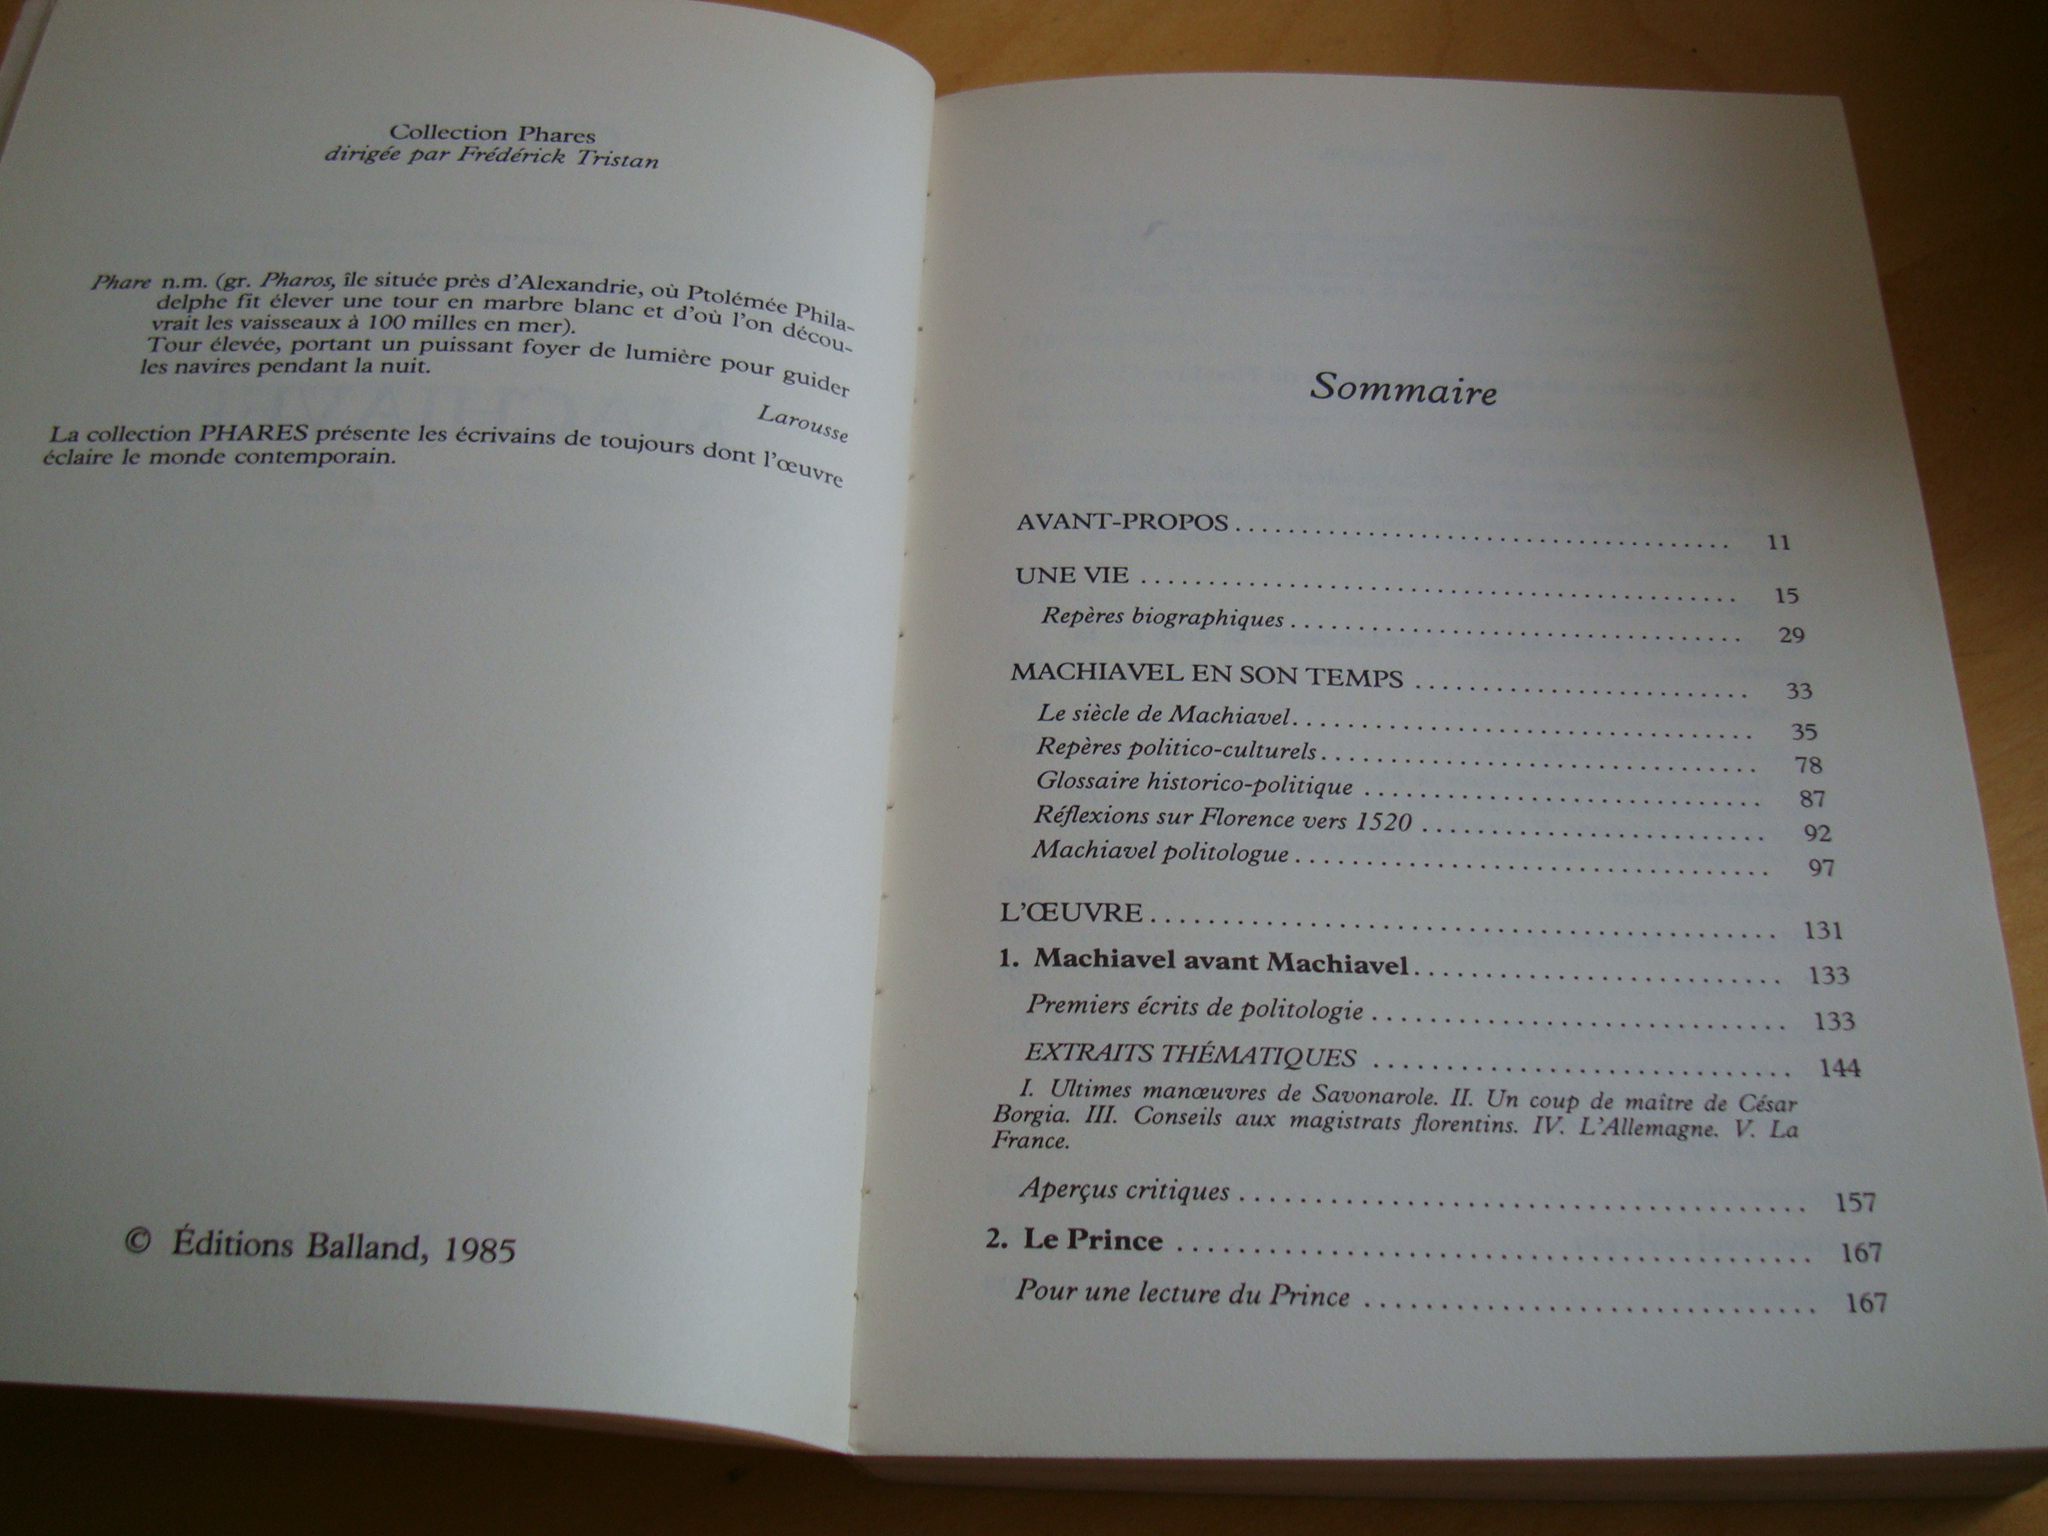 Collection Phares
dirigée par Frédérick Tristan
Phare n.m. (gr. Pharos, île située près d'Alexandrie, où Ptolémée Phila-
delphe fit élever une tour en marbre blanc et d'où l'on décou-
vrait les vaisseaux à 100 milles en mer).
Tour élevée, portant un puissant foyer de lumière pour guider
les navires pendant la nuit.
Larousse
La collection PHARES présente les écrivains de toujours dont l'œuvre
éclaire le monde contemporain.
© Éditions Balland, 1985
Sommaire
AVANT-PROPOS........................................ 11
UNE VIE ............................................. 15
Repères biographiques.................................. 29
MACHIAVEL EN SON TEMPS ......................... 33
Le siècle de Machiavel................................... 35
Repères politico-culturels................................. 78
Glossaire historico-politique .............................. 87
Réflexions sur Florence vers 1520 .......................... 92
Machiavel politologue.................................... 97
L'ŒUVRE.............................................. 131
1. Machiavel avant Machiavel............................ 133
Premiers écrits de politologie ............................... 133
EXTRAITS THÉMATIQUES ............................... 144
I. Ultimes manœuvres de Savonarole. II. Un coup de maître de César
Borgia. III. Conseils aux magistrats florentins. IV. L'Allemagne. V. La
France.
Aperçus critiques ......................................... 157
2. Le Prince .............................................. 167
Pour une lecture du Prince ................................. 167